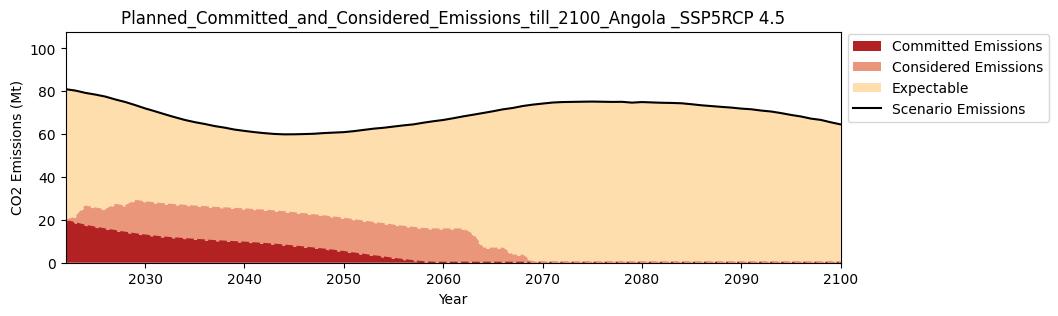 Planned_Committed_and_Considered_Emissions_till_2100_Angola _SSP5RCP 4.5
Committed Emissions
Considered Emissions
Expectable
Scenario Emissions
CO2 Emissions (Mt)
100
80
60
40
20
0
2030 2040 2050 2060 2070 2080 2090 2100
Year